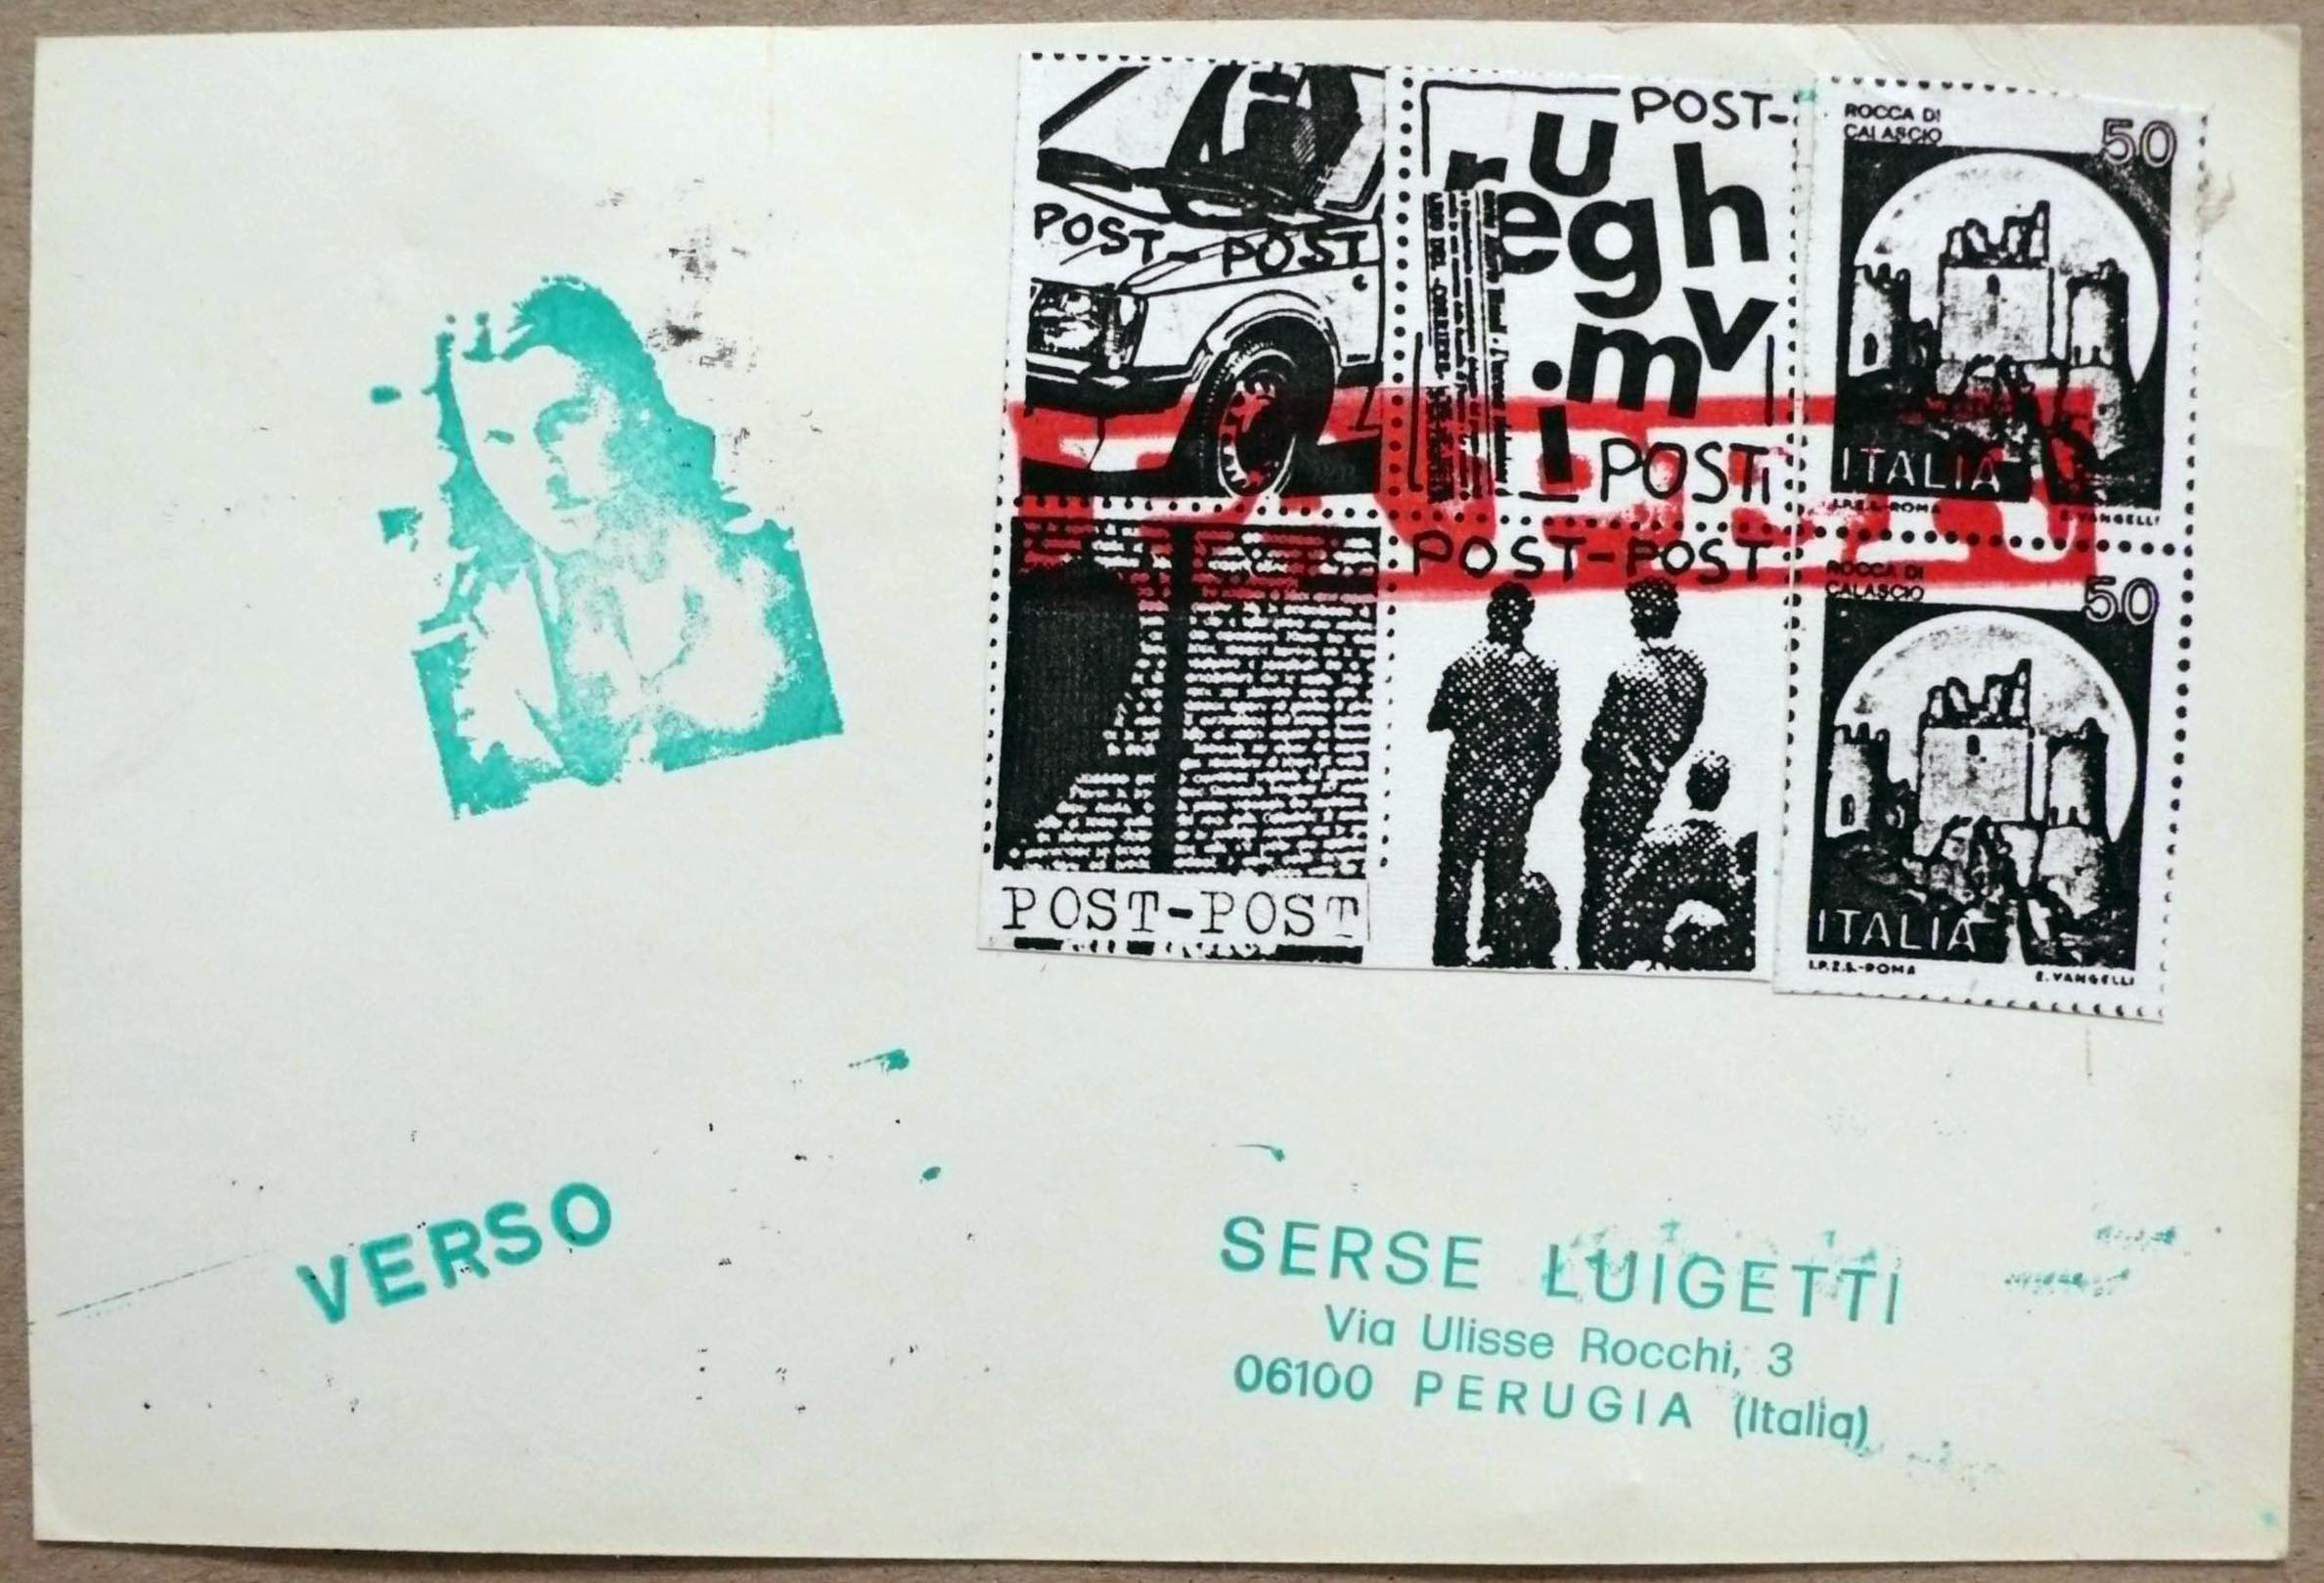 POST-POST
POST-
r u
e g h
m v
i
i
POST
ROCCA DI
CALASCIO
50
ITALIA
I.P.Z.S.-ROMA
E. VANGELLI
POST-POST
POST-POST
ROCCA DI
CALASCIO
50
ITALIA
I.P.Z.S.-ROMA
E. VANGELLI
VERSO
SERSE LUIGETTI
Via Ulisse Rocchi, 3
06100 PERUGIA (Italia)